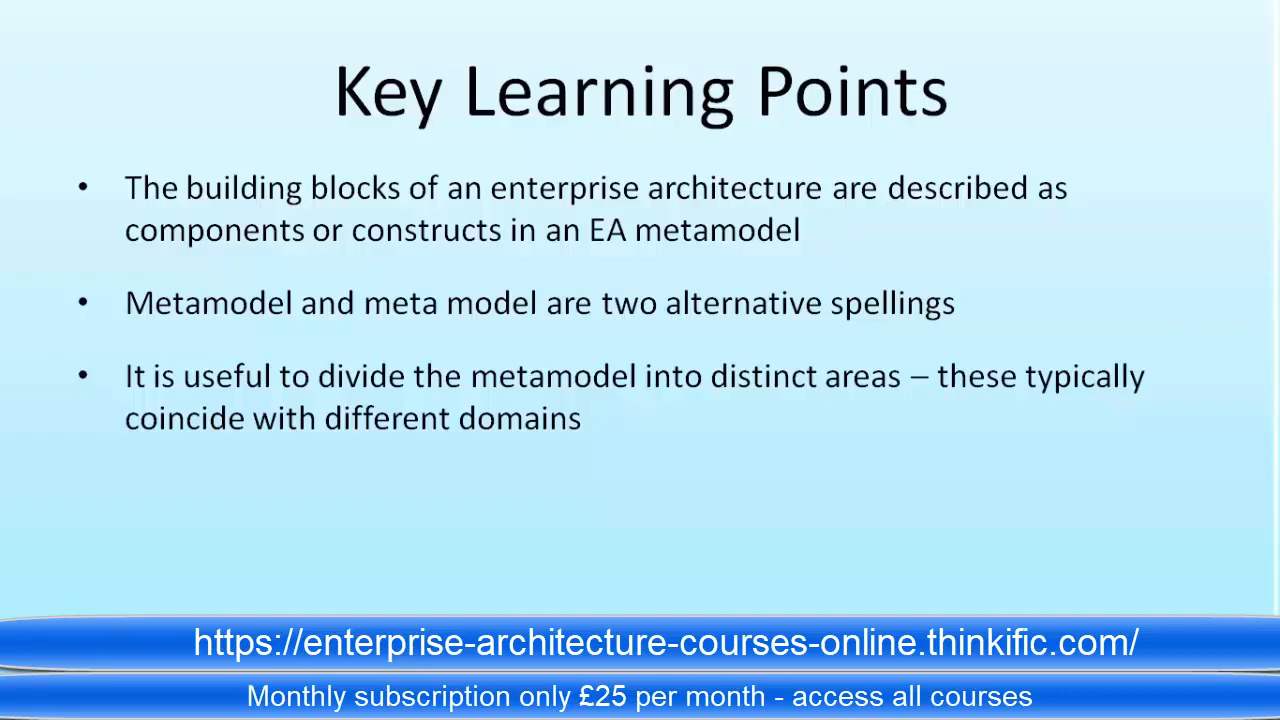 Key Learning Points
• The building blocks of an enterprise architecture are described as
components or constructs in an EA metamodel
• Metamodel and meta model are two alternative spellings
• It is useful to divide the metamodel into distinct areas – these typically
coincide with different domains
https://enterprise-architecture-courses-online.thinkific.com/
Monthly subscription only £25 per month - access all courses